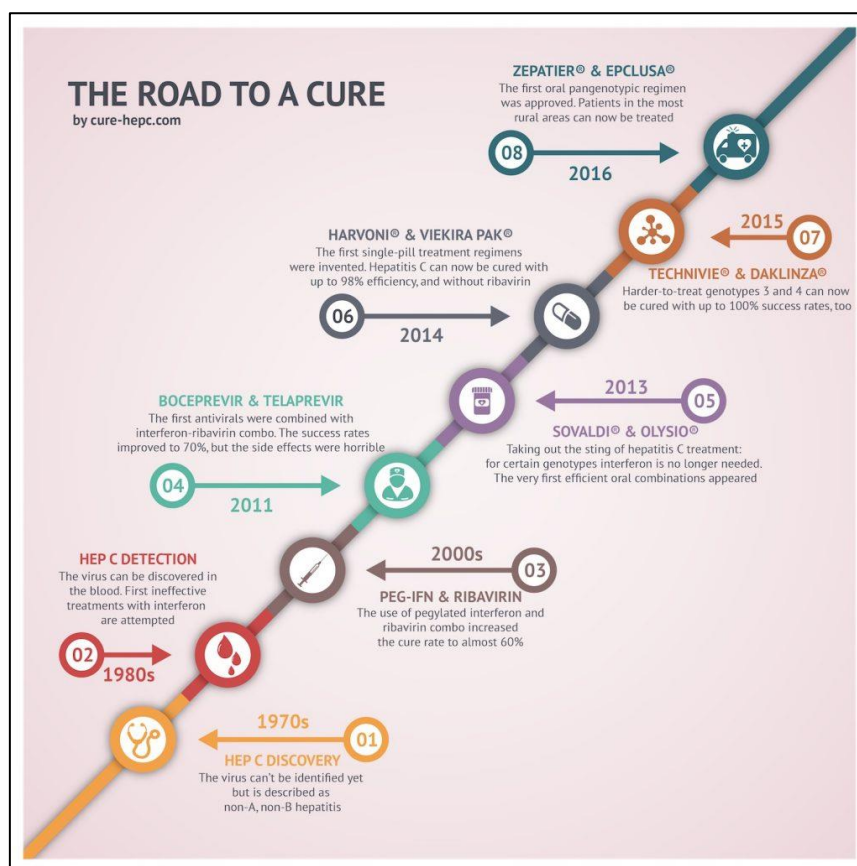 THE ROAD TO A CURE
by cure-hepc.com
ZEPATIER® & EPCLUSA®
The first oral pangenotypic regimen
was approved. Patients in the most
rural areas can now be treated
08
2016
2015
07
TECHNIVIE® & DAKLINZA®
Harder-to-treat genotypes 3 and 4 can now
be cured with up to 100% success rates, too
HARVONI® & VIEKIRA PAK®
The first single-pill treatment regimens
were invented. Hepatitis C can now be cured with
up to 98% efficiency, and without ribavirin
06
2014
2013
05
SOVALDI® & OLYSIO®
Taking out the sting of hepatitis C treatment:
for certain genotypes interferon is no longer needed.
The very first efficient oral combinations appeared
BOCEPREVIR & TELAPREVIR
The first antivirals were combined with
interferon-ribavirin combo. The success rates
improved to 70%, but the side effects were horrible
04
2011
2000s
03
PEG-IFN & RIBAVIRIN
The use of pegylated interferon and
ribavirin combo increased
the cure rate to almost 60%
HEP C DETECTION
The virus can be discovered in
the blood. First ineffective
treatments with interferon
are attempted
02
1980s
1970s
01
HEP C DISCOVERY
The virus can't be identified yet
but is described as
non-A, non-B hepatitis